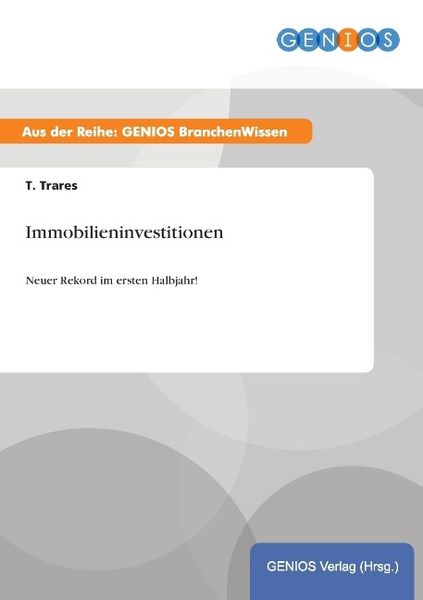 GENIOS
Aus der Reihe: GENIOS BranchenWissen
T. Trares
Immobilieninvestitionen
Neuer Rekord im ersten Halbjahr!
GENIOS Verlag (Hrsg.)